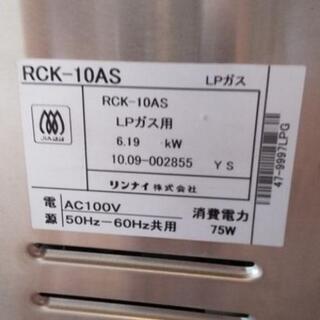 RCK-10AS LPガス
RCK-10AS
LPガス用
6.19 kW
10.09-002855 YS
リンナイ株式会社
電源 AC100V
50Hz-60Hz共用
消費電力
75W
47-9997LPG